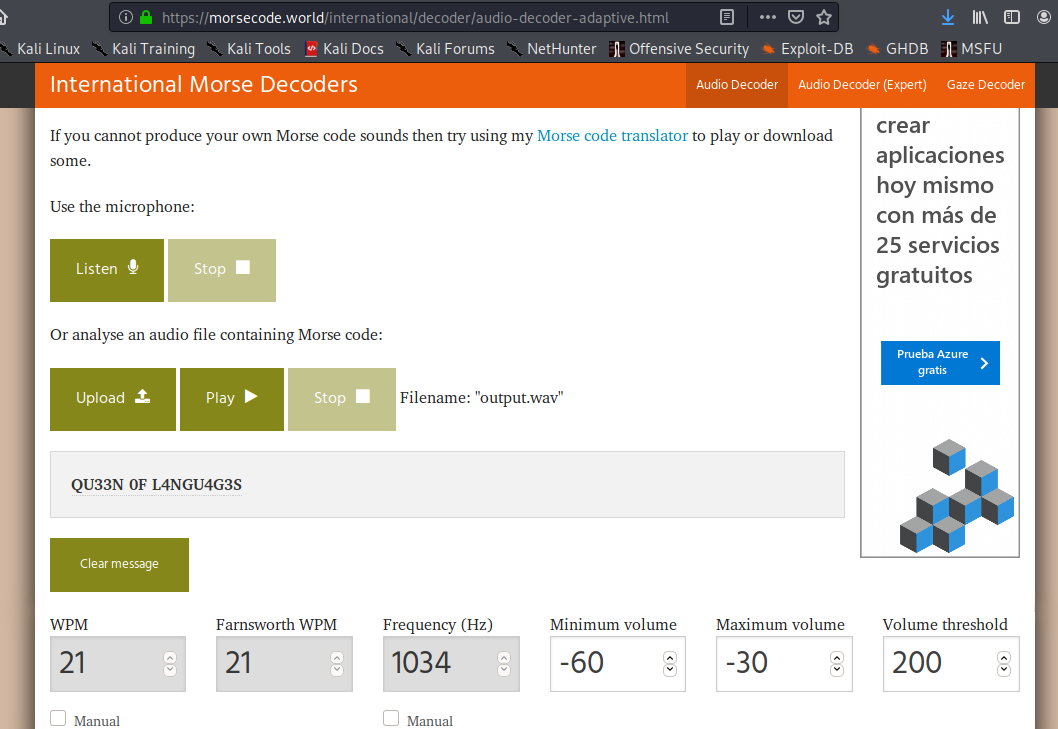 https://morsecode.world/international/decoder/audio-decoder-adaptive.html
Kali Linux Kali Training Kali Tools Kali Docs Kali Forums NetHunter Offensive Security Exploit-DB GHDB MSFU
International Morse Decoders
Audio Decoder Audio Decoder (Expert) Gaze Decoder
If you cannot produce your own Morse code sounds then try using my Morse code translator to play or download
some.
Use the microphone:
Listen Stop
Or analyse an audio file containing Morse code:
Upload Play Stop Filename: "output.wav"
QU33N 0F L4NGU4G3S
Clear message
WPM Farnsworth WPM Frequency (Hz) Minimum volume Maximum volume Volume threshold
21 21 1034 -60 -30 200
Manual Manual
crear
aplicaciones
hoy mismo
con más de
25 servicios
gratuitos
Prueba Azure
gratis